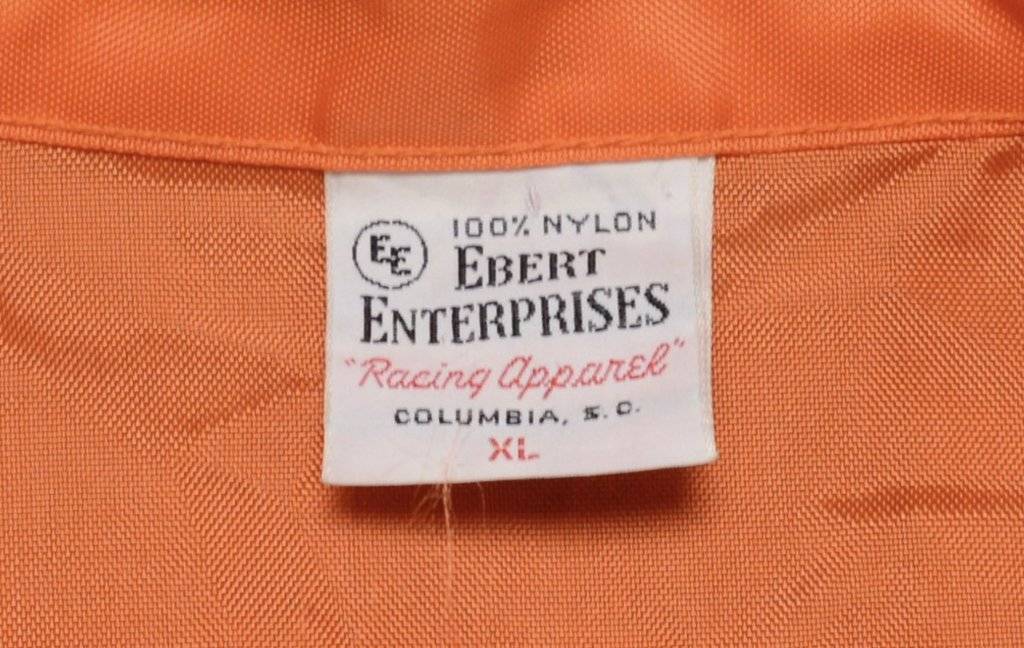 EE
100% NYLON
EBERT
ENTERPRISES
"Racing Apparel"
COLUMBIA, S.C.
XL